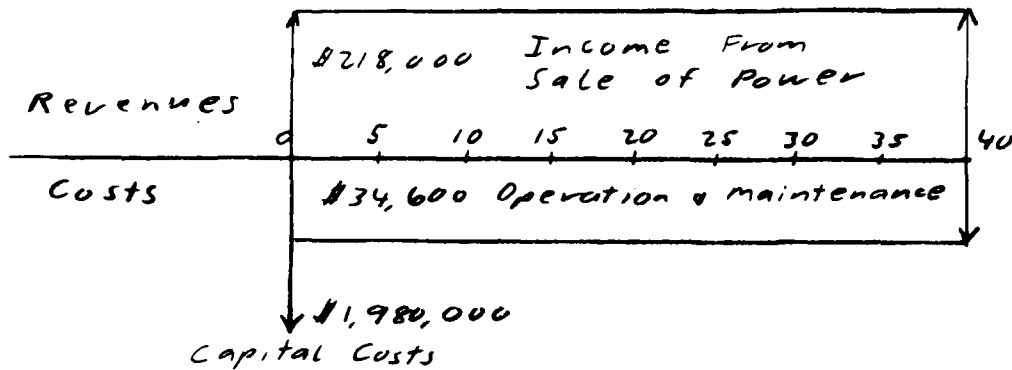 $218,000 Income From
Sale of Power
Revenues
0 5 10 15 20 25 30 35 40
Costs
$34,600 Operation & maintenance
$1,980,000
Capital Costs